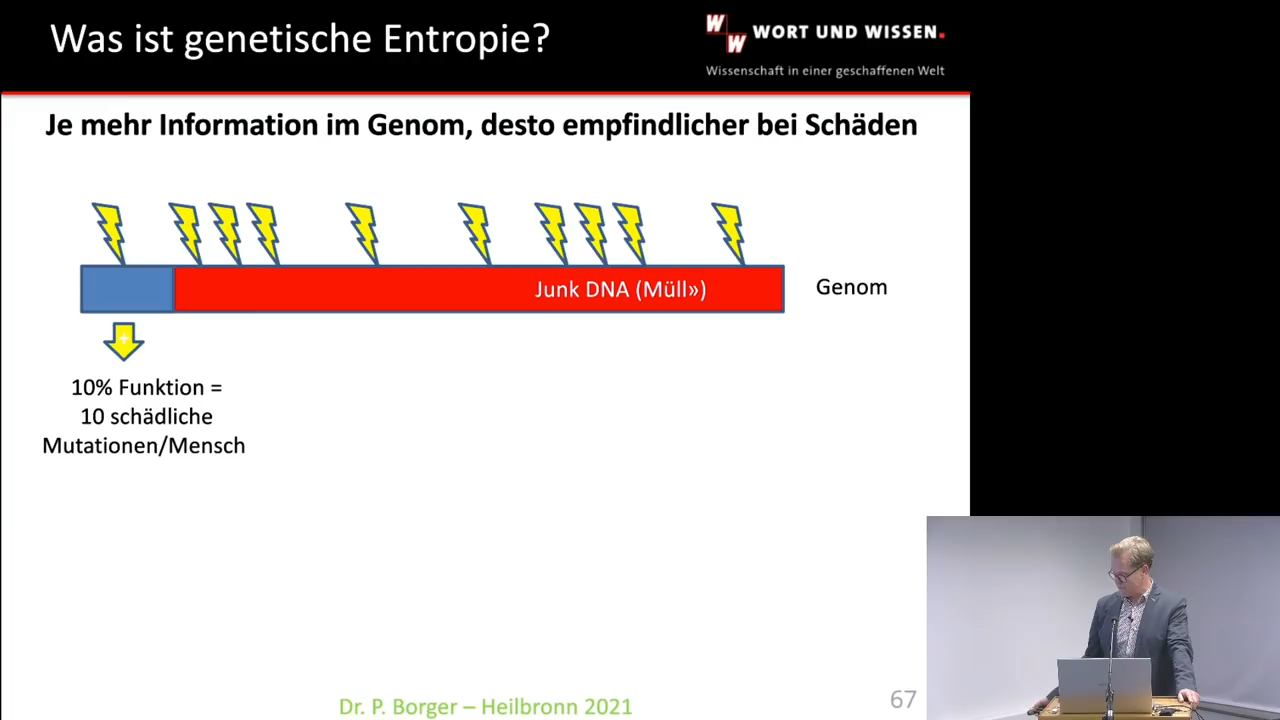 Was ist genetische Entropie?
W W WORT UND WISSEN.
Wissenschaft in einer geschaffenen Welt
Je mehr Information im Genom, desto empfindlicher bei Schäden
Junk DNA (Müll»)
Genom
+
10% Funktion =
10 schädliche
Mutationen/Mensch
Dr. P. Borger – Heilbronn 2021
67